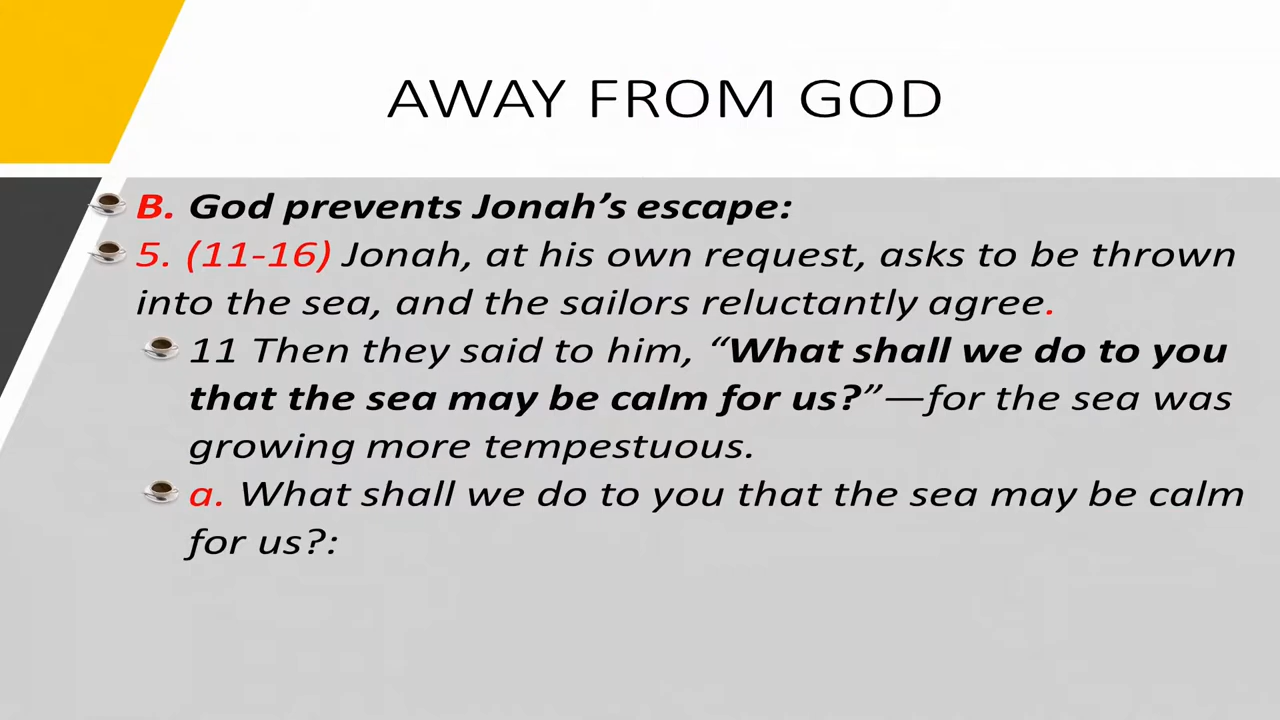 AWAY FROM GOD
B. God prevents Jonah’s escape:
5. (11-16) Jonah, at his own request, asks to be thrown
into the sea, and the sailors reluctantly agree.
11 Then they said to him, “What shall we do to you
that the sea may be calm for us?”—for the sea was
growing more tempestuous.
a. What shall we do to you that the sea may be calm
for us?: